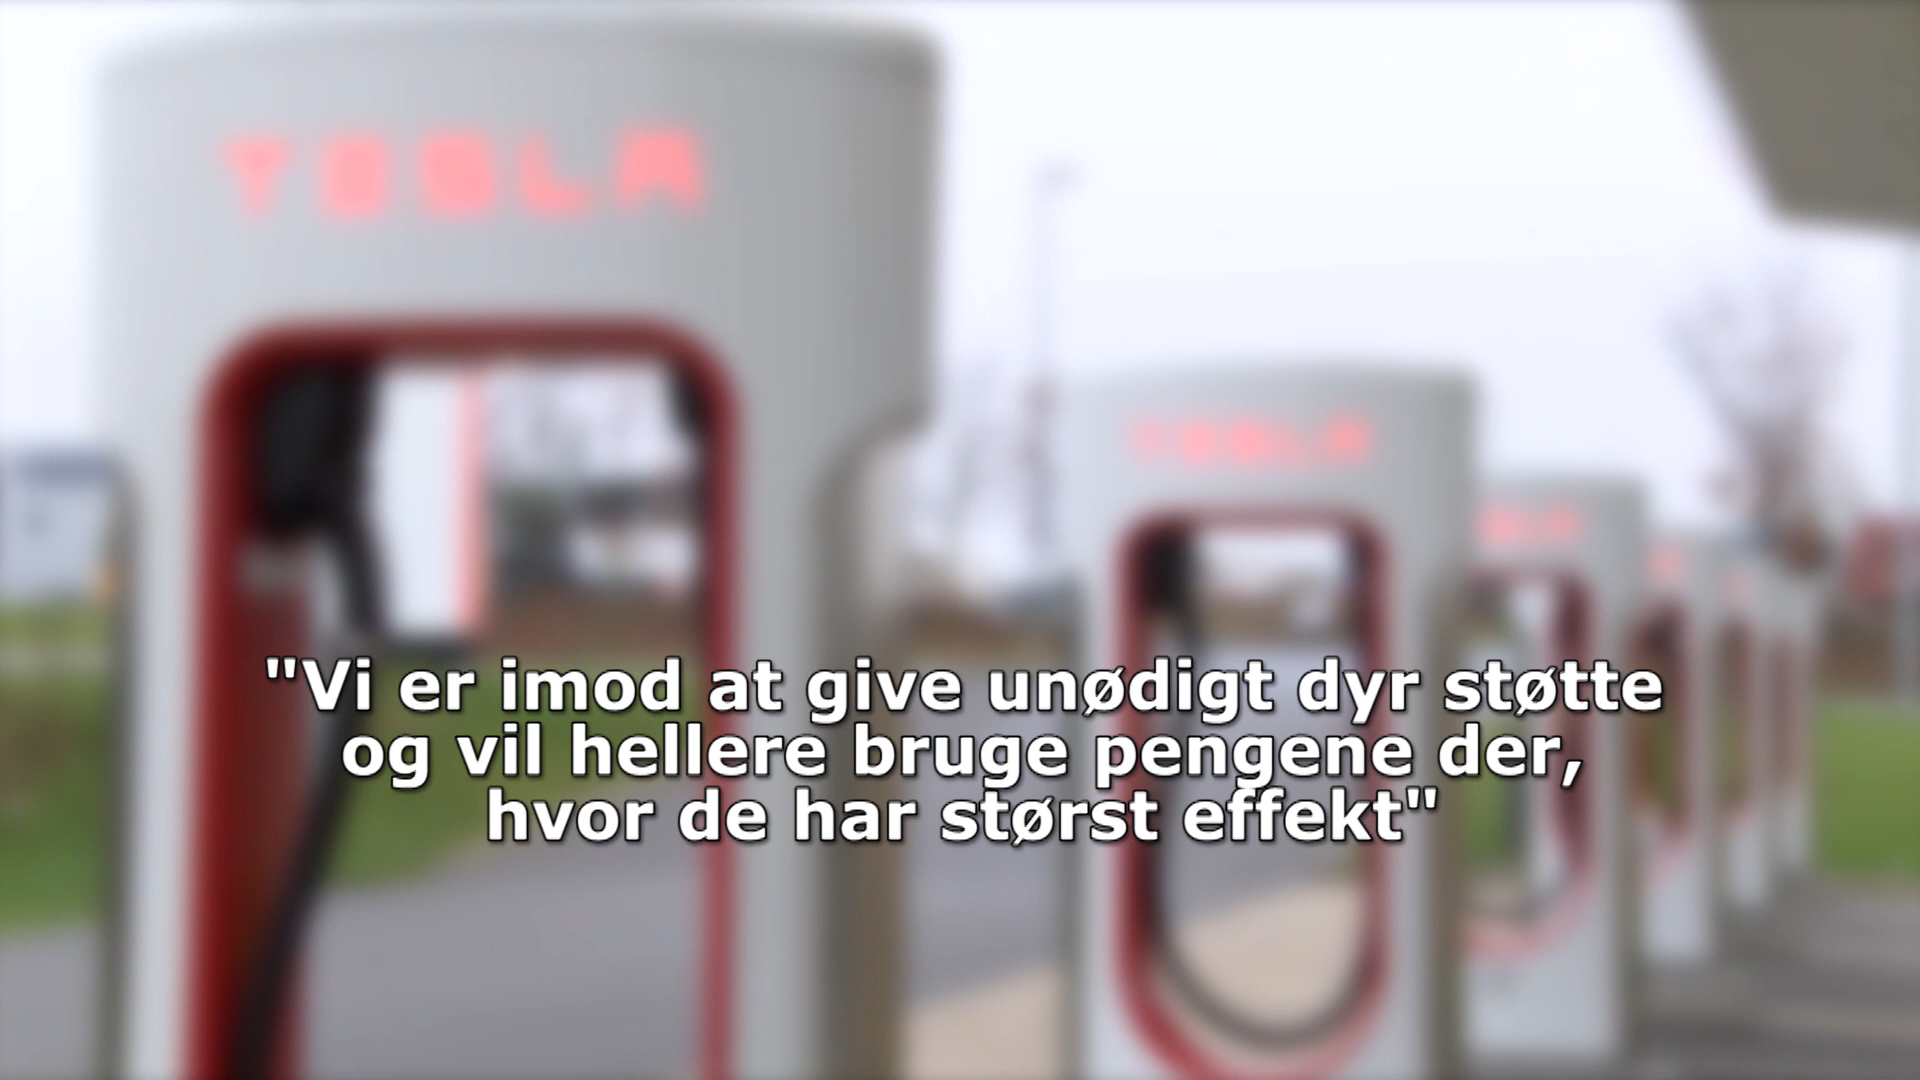 TESLA
TESLA
"Vi er imod at give unødigt dyr støtte
og vil hellere bruge pengene der,
hvor de har størst effekt"